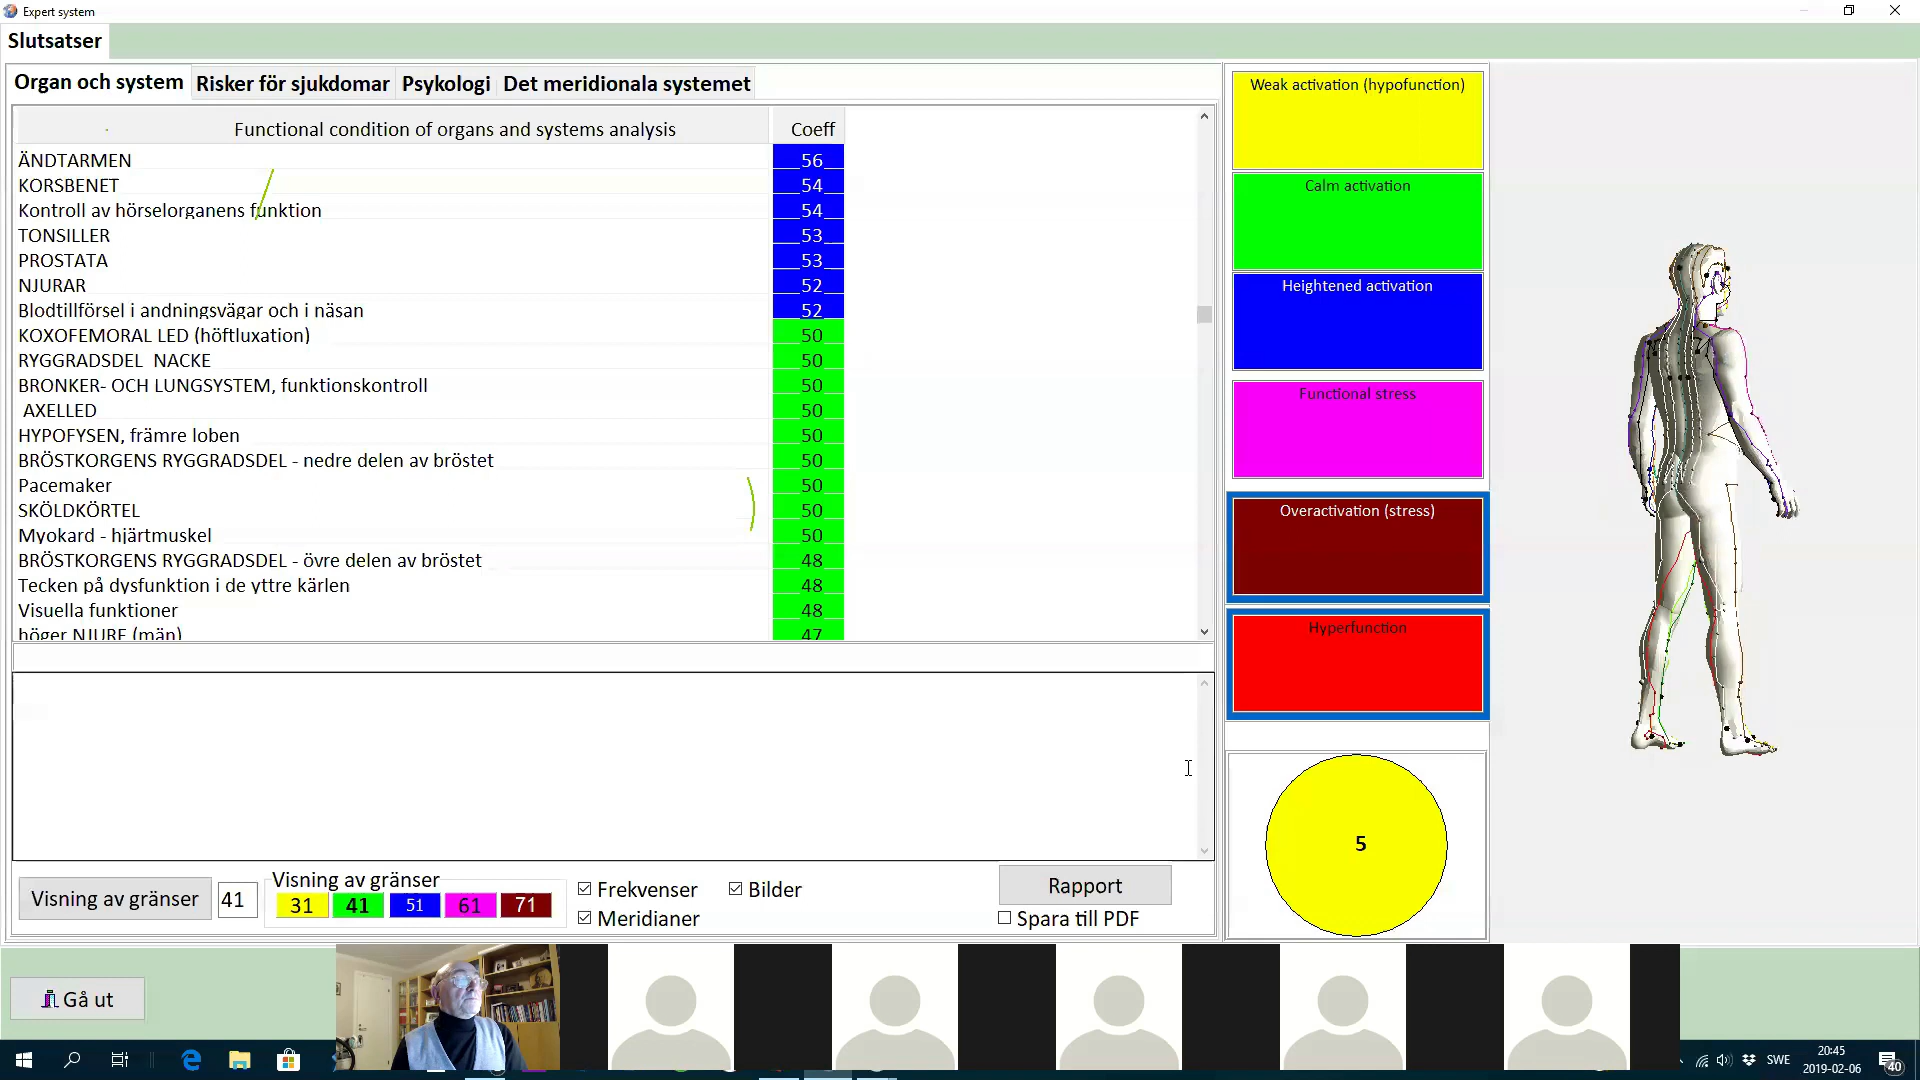 Expert system
Slutsatser
Organ och system
Risker för sjukdomar
Psykologi
Det meridionala systemet
Functional condition of organs and systems analysis Coeff
ÄNDTARMEN 56
KORSBENET 54
Kontroll av hörselorganens funktion 54
TONSILLER 53
PROSTATA 53
NJURAR 52
Blodtillförsel i andningsvägar och i näsan 52
KOXOFEMORAL LED (höftluxation) 50
RYGGRADSDEL NACKE 50
BRONKER- OCH LUNGSYSTEM, funktionskontroll 50
AXELLED 50
HYPOFYSEN, främre loben 50
BRÖSTKORGENS RYGGRADSDEL - nedre delen av bröstet 50
Pacemaker 50
SKÖLDKÖRTEL 50
Myokard - hjärtmuskel 50
BRÖSTKORGENS RYGGRADSDEL - övre delen av bröstet 48
Tecken på dysfunktion i de yttre kärlen 48
Visuella funktioner 48
höger NJURE (män) 47
Weak activation (hypofunction)
Calm activation
Heightened activation
Functional stress
Overactivation (stress)
Hyperfunction
5
Visning av gränser 41
Visning av gränser
31 41 51 61 71
Frekvenser
Bilder
Meridianer
Rapport
Spara till PDF
Gå ut
SWE
20:45
2019-02-06
40